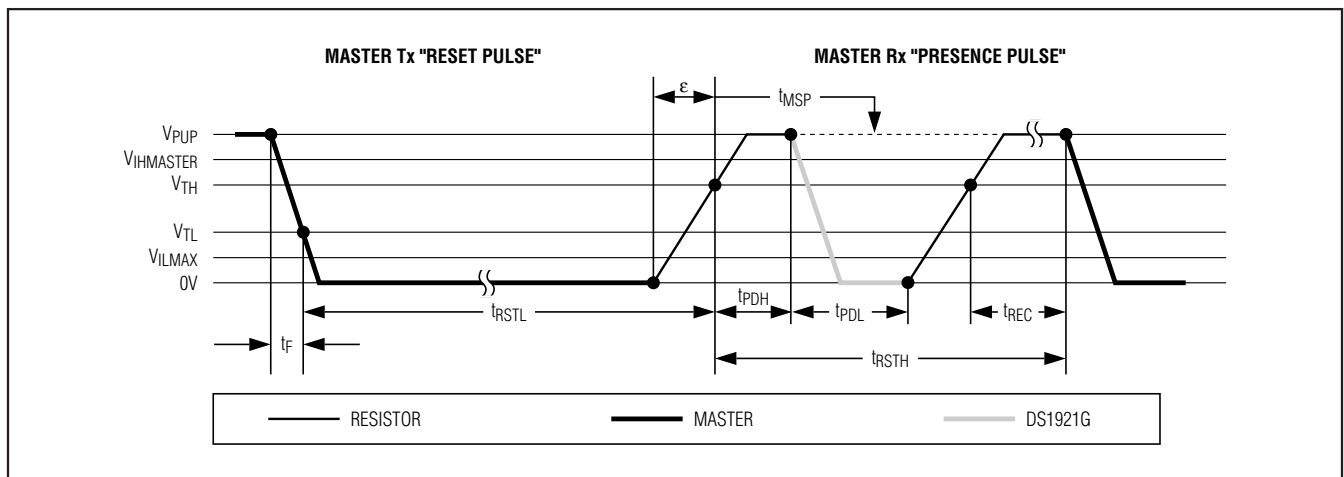 MASTER Tx "RESET PULSE" MASTER Rx "PRESENCE PULSE"
ε tMSP
VPUP
VIHMASTER
VTH
VTL
VILMAX
0V
tRSTL tPDH tPDL tREC
tF tRSTH
RESISTOR MASTER DS1921G